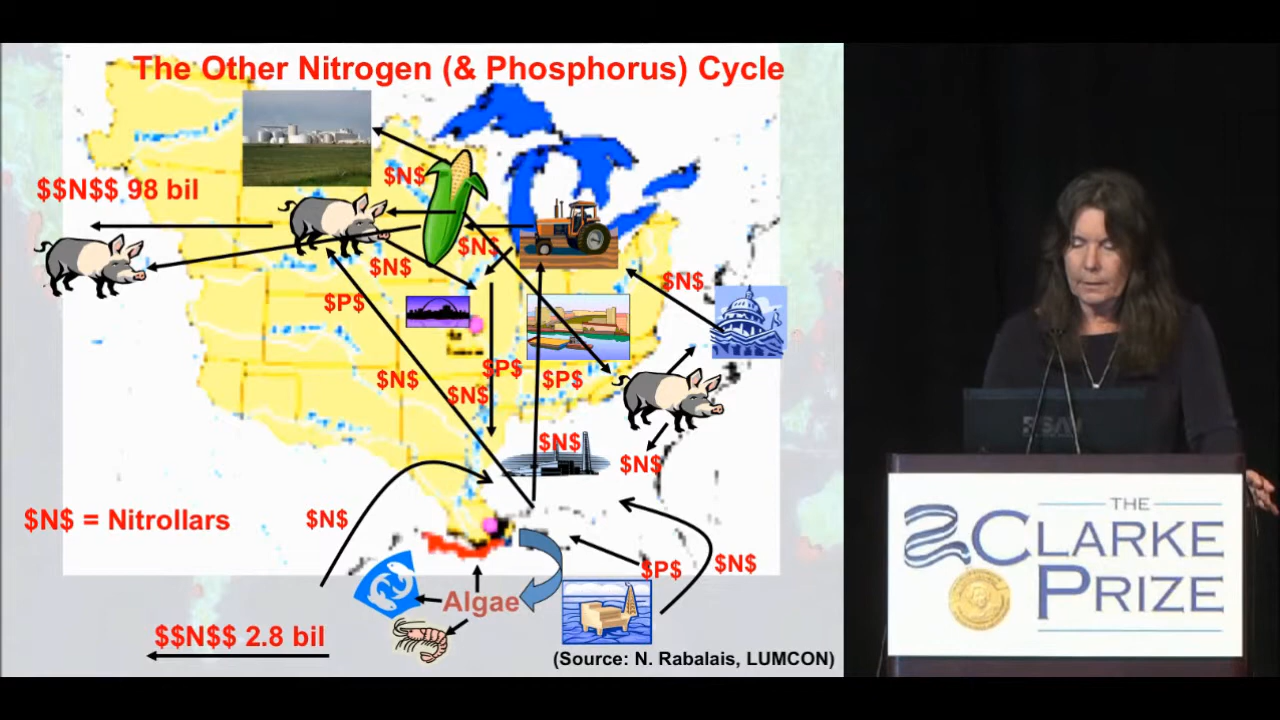 The Other Nitrogen (& Phosphorus) Cycle
$N$
$$N$$ 98 bil
$N$
$N$
$N$
$P$
$P$
$P$
$N$
$N$
$N$
$N$
$N$ = Nitrollars
$N$
$P$
$N$
Algae
$$N$$ 2.8 bil
(Source: N. Rabalais, LUMCON)
THE
CLARKE
PRIZE